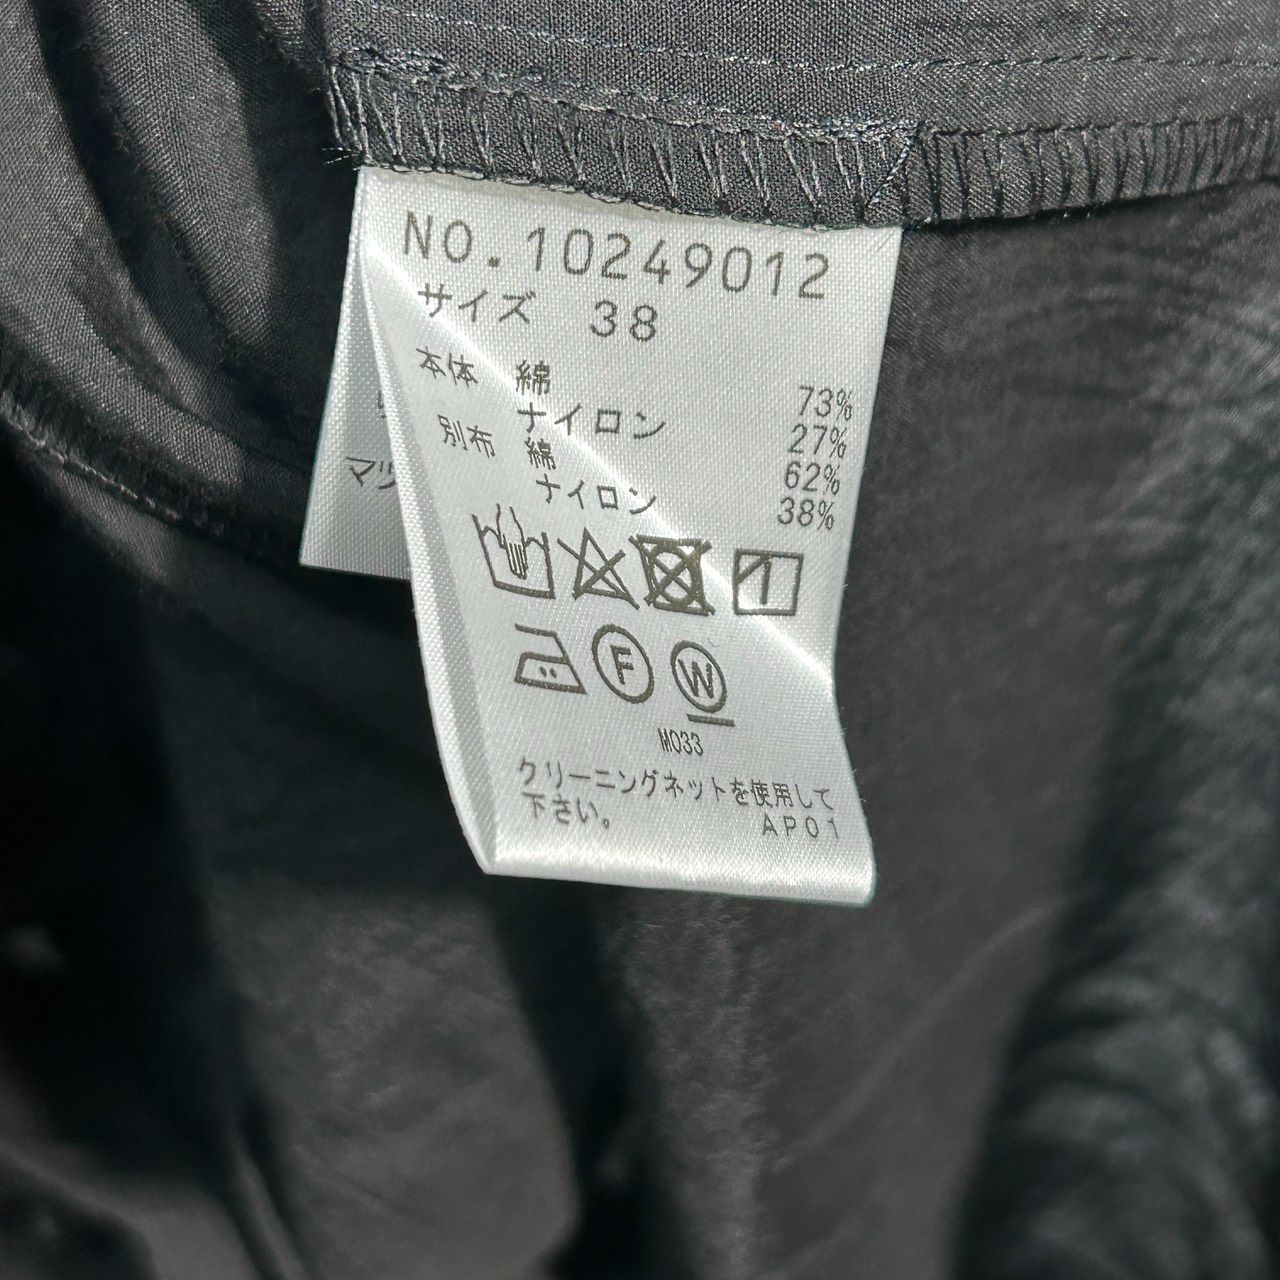 NO.10249012
サイズ 38
本体 綿 73%
ナイロン 27%
別布 綿 62%
ナイロン 38%
F W
M033
クリーニングネットを使用して
下さい。
AP01
マツ